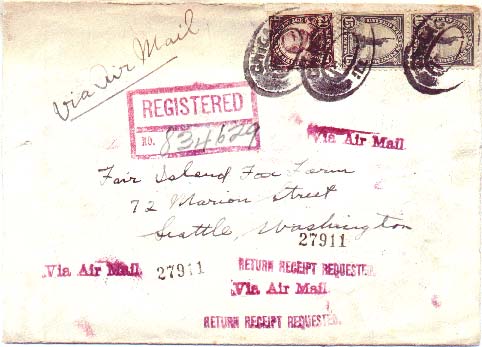 Via Air Mail
REGISTERED
NO. 834629
Via Air Mail
Fair Island Fox Farm
72 Marion Street
Seattle, Washington
27911
Via Air Mail. 27911
RETURN RECEIPT REQUESTED.
Via Air Mail.
RETURN RECEIPT REQUESTED.